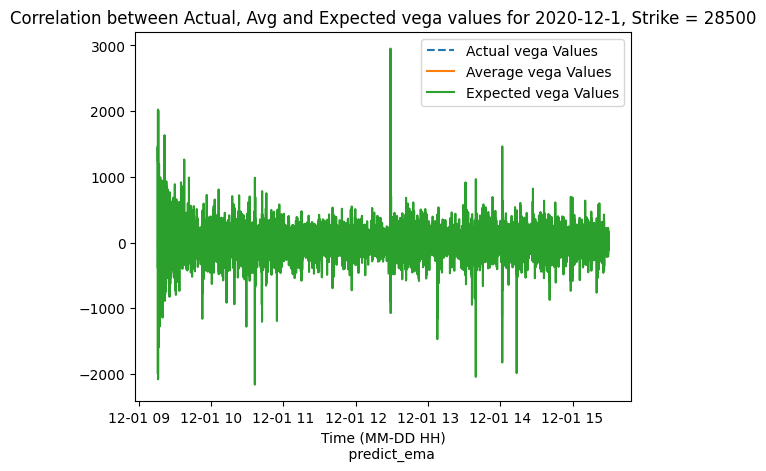 Correlation between Actual, Avg and Expected vega values for 2020-12-1, Strike = 28500
3000
2000
1000
0
−1000
−2000
Actual vega Values
Average vega Values
Expected vega Values
12-01 09 12-01 10 12-01 11 12-01 12 12-01 13 12-01 14 12-01 15
Time (MM-DD HH)
predict_ema